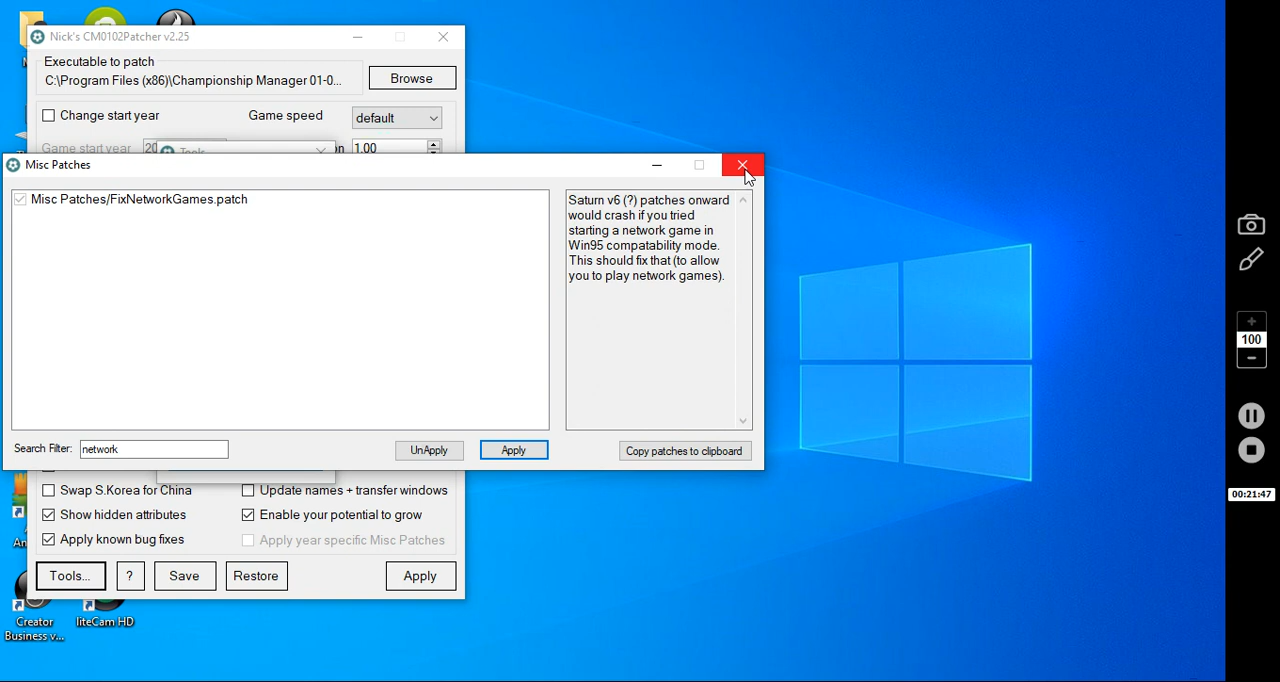 Nick's CM0102Patcher v2.25
Executable to patch
C:\Program Files (x86)\Championship Manager 01-0...
Browse
Change start year
Game speed
default
Game start year
20
1.00
Tools
Misc Patches
Misc Patches/FixNetworkGames.patch
Saturn v6 (?) patches onward
would crash if you tried
starting a network game in
Win95 compatability mode.
This should fix that (to allow
you to play network games).
Search Filter:
network
UnApply
Apply
Copy patches to clipboard
Swap S.Korea for China
Update names + transfer windows
Show hidden attributes
Enable your potential to grow
Apply known bug fixes
Apply year specific Misc Patches
Tools...
?
Save
Restore
Apply
Creator
Business v...
liteCam HD
100
00:21:47